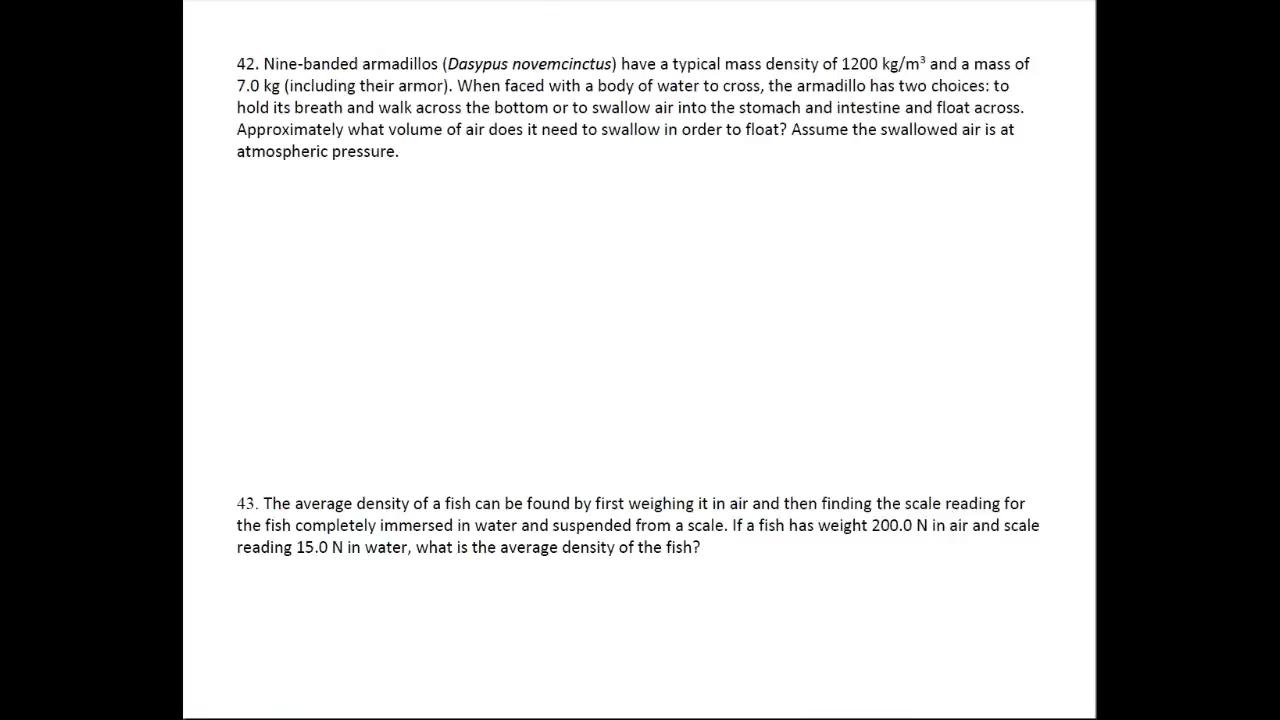 42. Nine-banded armadillos (Dasypus novemcinctus) have a typical mass density of 1200 kg/m³ and a mass of
7.0 kg (including their armor). When faced with a body of water to cross, the armadillo has two choices: to
hold its breath and walk across the bottom or to swallow air into the stomach and intestine and float across.
Approximately what volume of air does it need to swallow in order to float? Assume the swallowed air is at
atmospheric pressure.
43. The average density of a fish can be found by first weighing it in air and then finding the scale reading for
the fish completely immersed in water and suspended from a scale. If a fish has weight 200.0 N in air and scale
reading 15.0 N in water, what is the average density of the fish?